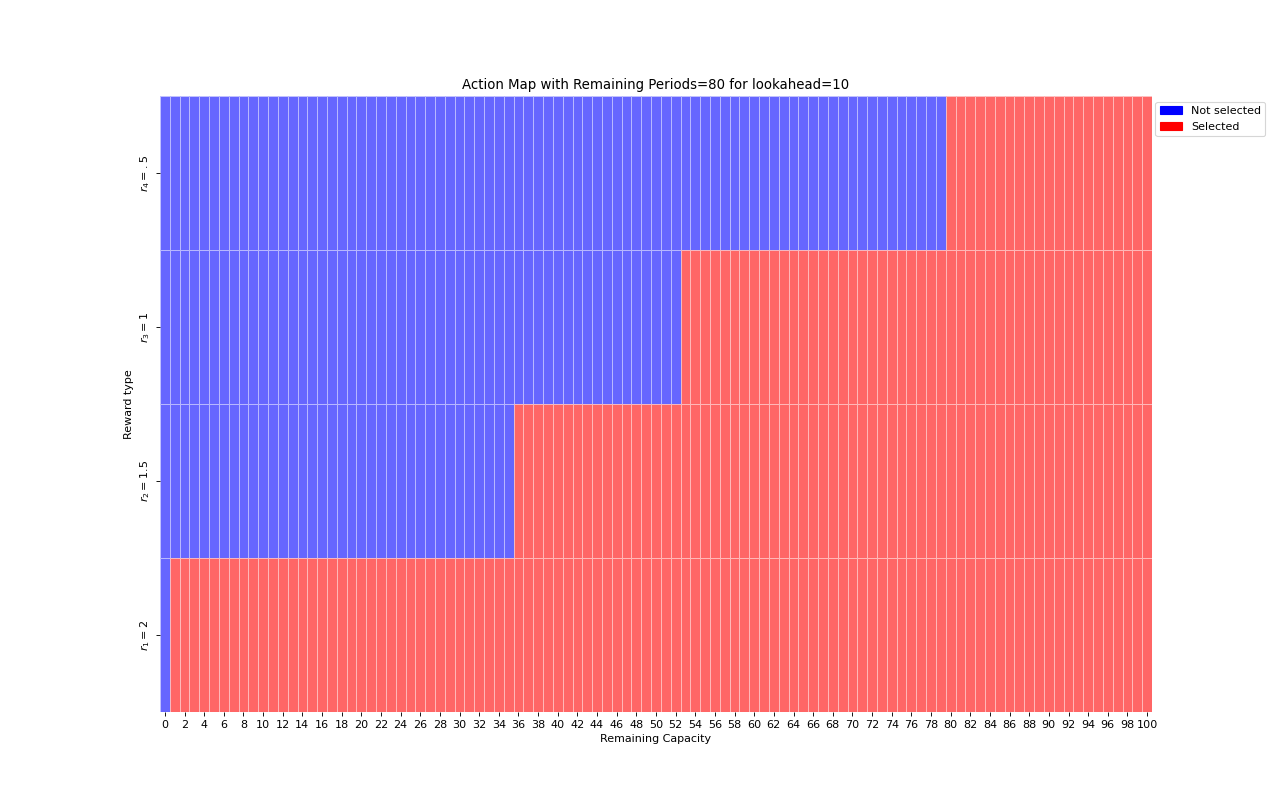 Action Map with Remaining Periods=80 for lookahead=10
Not selected
Selected
r₄ = .5
r₃ = 1
r₂ = 1.5
r₁ = 2
Reward type
0 2 4 6 8 10 12 14 16 18 20 22 24 26 28 30 32 34 36 38 40 42 44 46 48 50 52 54 56 58 60 62 64 66 68 70 72 74 76 78 80 82 84 86 88 90 92 94 96 98 100
Remaining Capacity